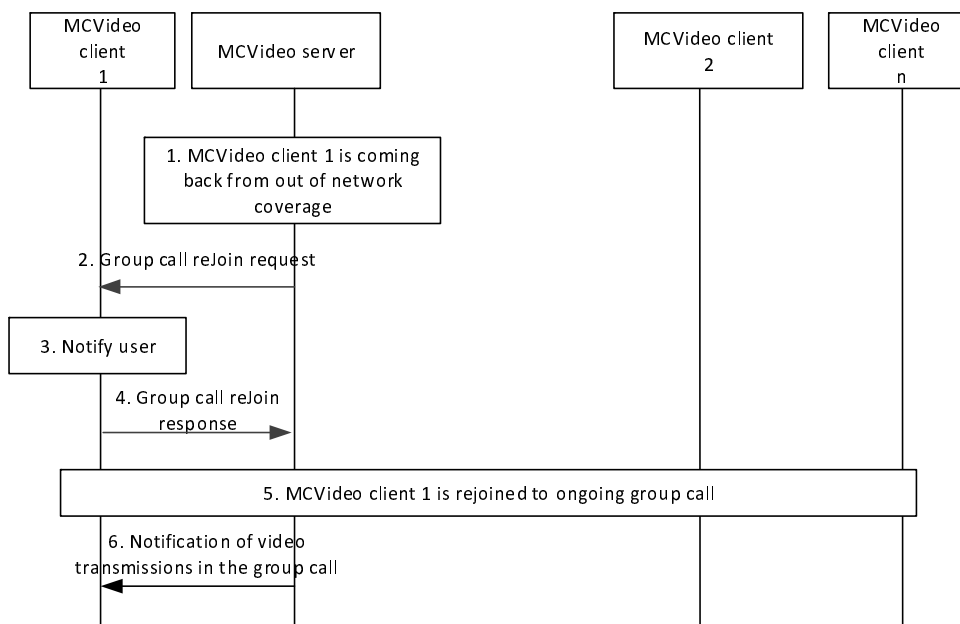 MCVideo
client
1
MCVideo server
MCVideo client
2
MCVideo
client
n
1. MCVideo client 1 is coming
back from out of network
coverage
2. Group call reJoin request
3. Notify user
4. Group call reJoin
response
5. MCVideo client 1 is rejoined to ongoing group call
6. Notification of video
transmissions in the group call